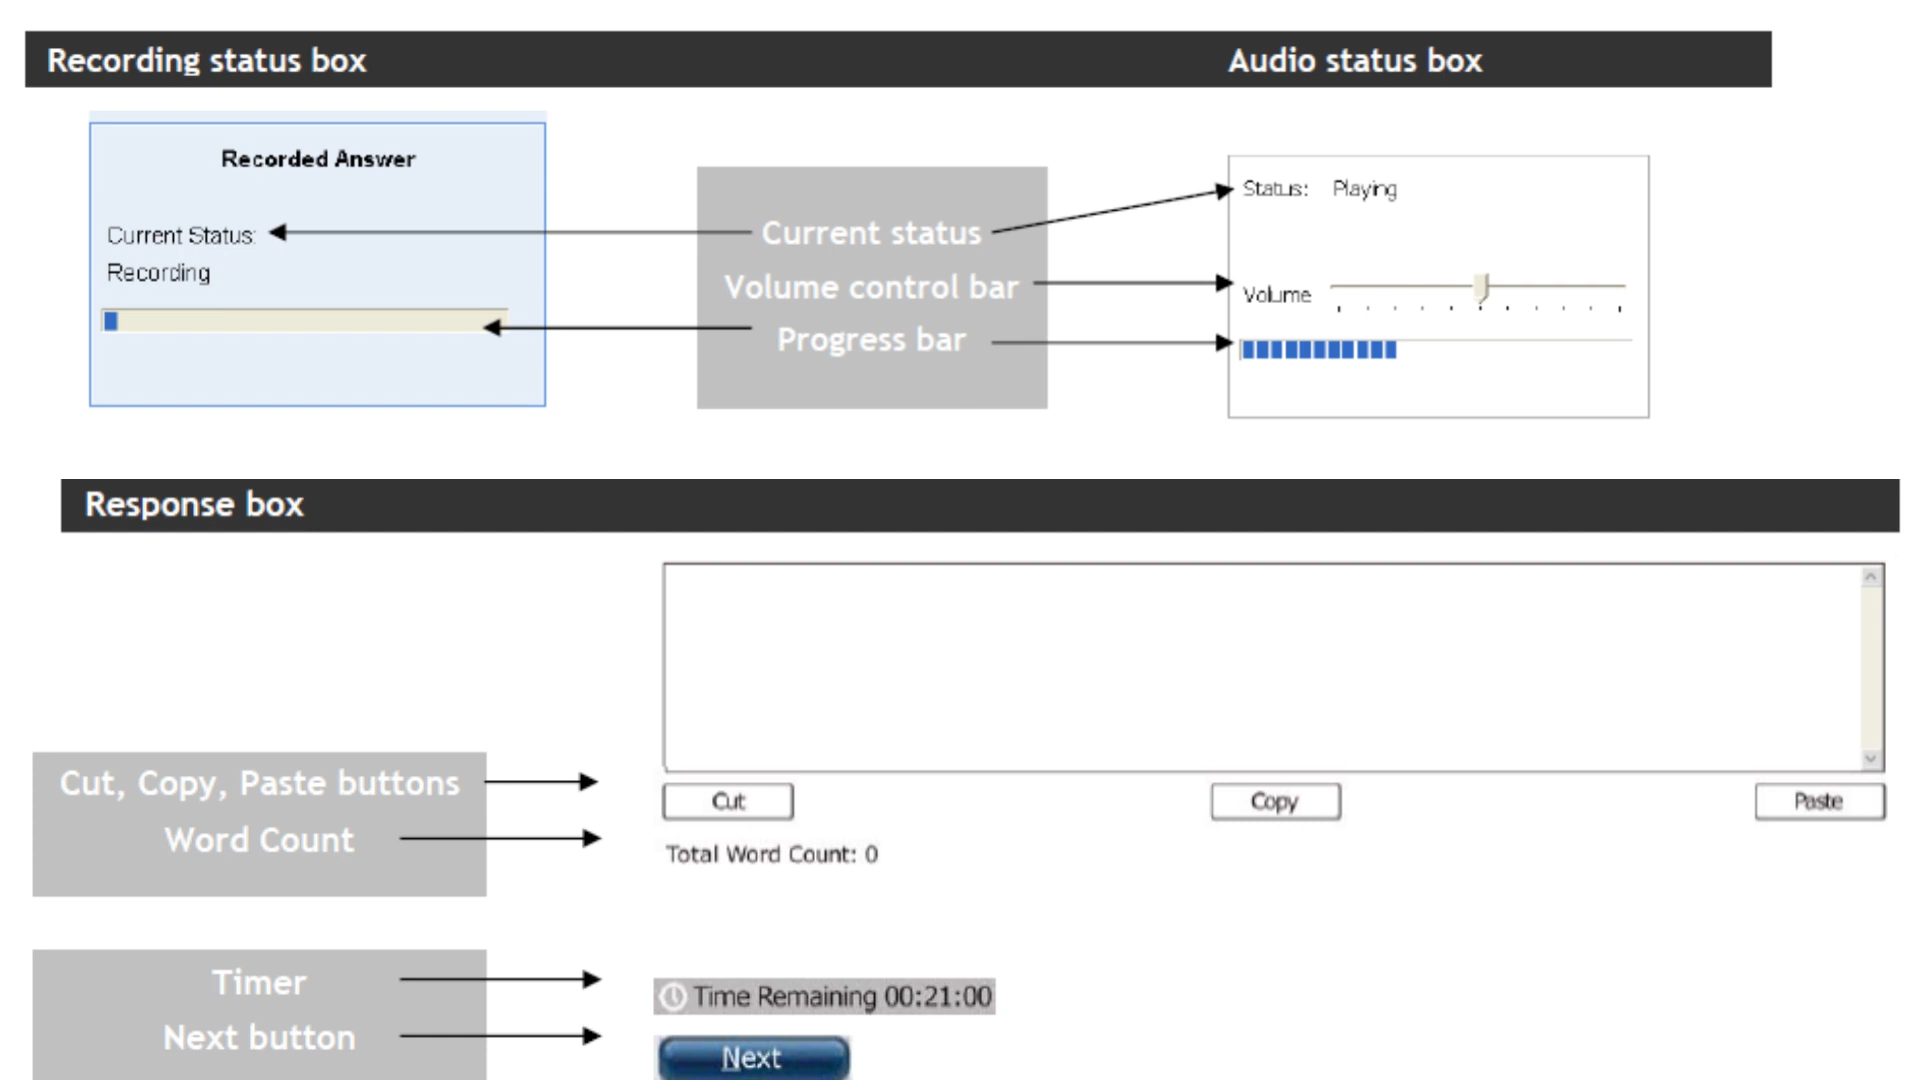 Recording status box
Audio status box
Recorded Answer
Current Status:
Recording
Current status
Volume control bar
Progress bar
Status: Playing
Volume
Response box
Cut, Copy, Paste buttons
Word Count
Cut
Copy
Paste
Total Word Count: 0
Timer
Next button
Time Remaining 00:21:00
Next